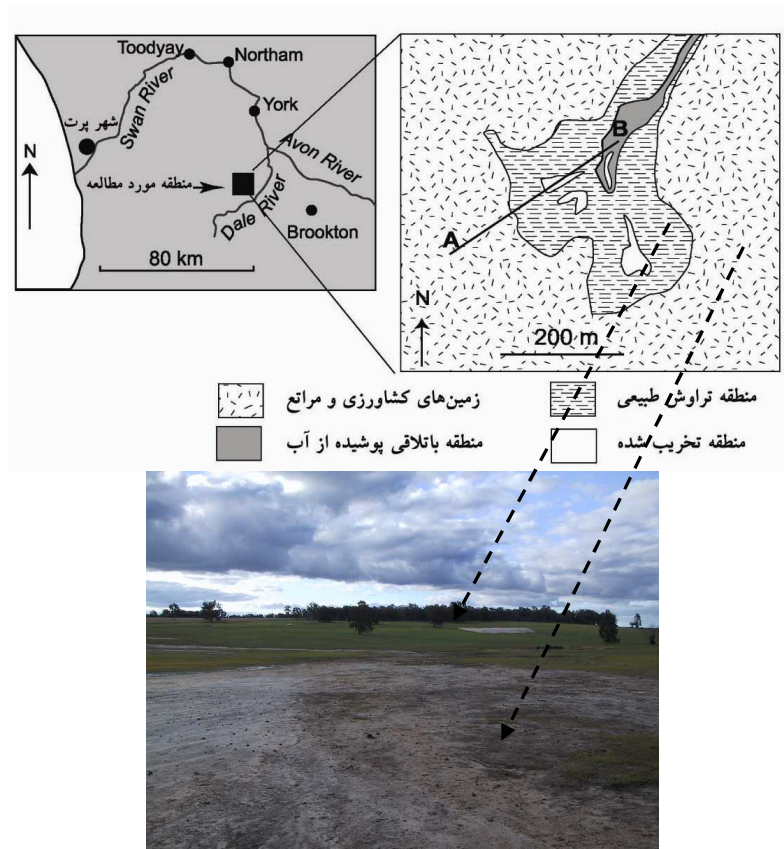 Toodyay
Northam
Swan River
York
شهر پرت
Avon River
N
منطقه مورد مطالعه
Dale River
Brookton
80 km
B
A
N
200 m
زمین‌های کشاورزی و مراتع
منطقه تراوش طبیعی
منطقه باتلاقی پوشیده از آب
منطقه تخریب شده